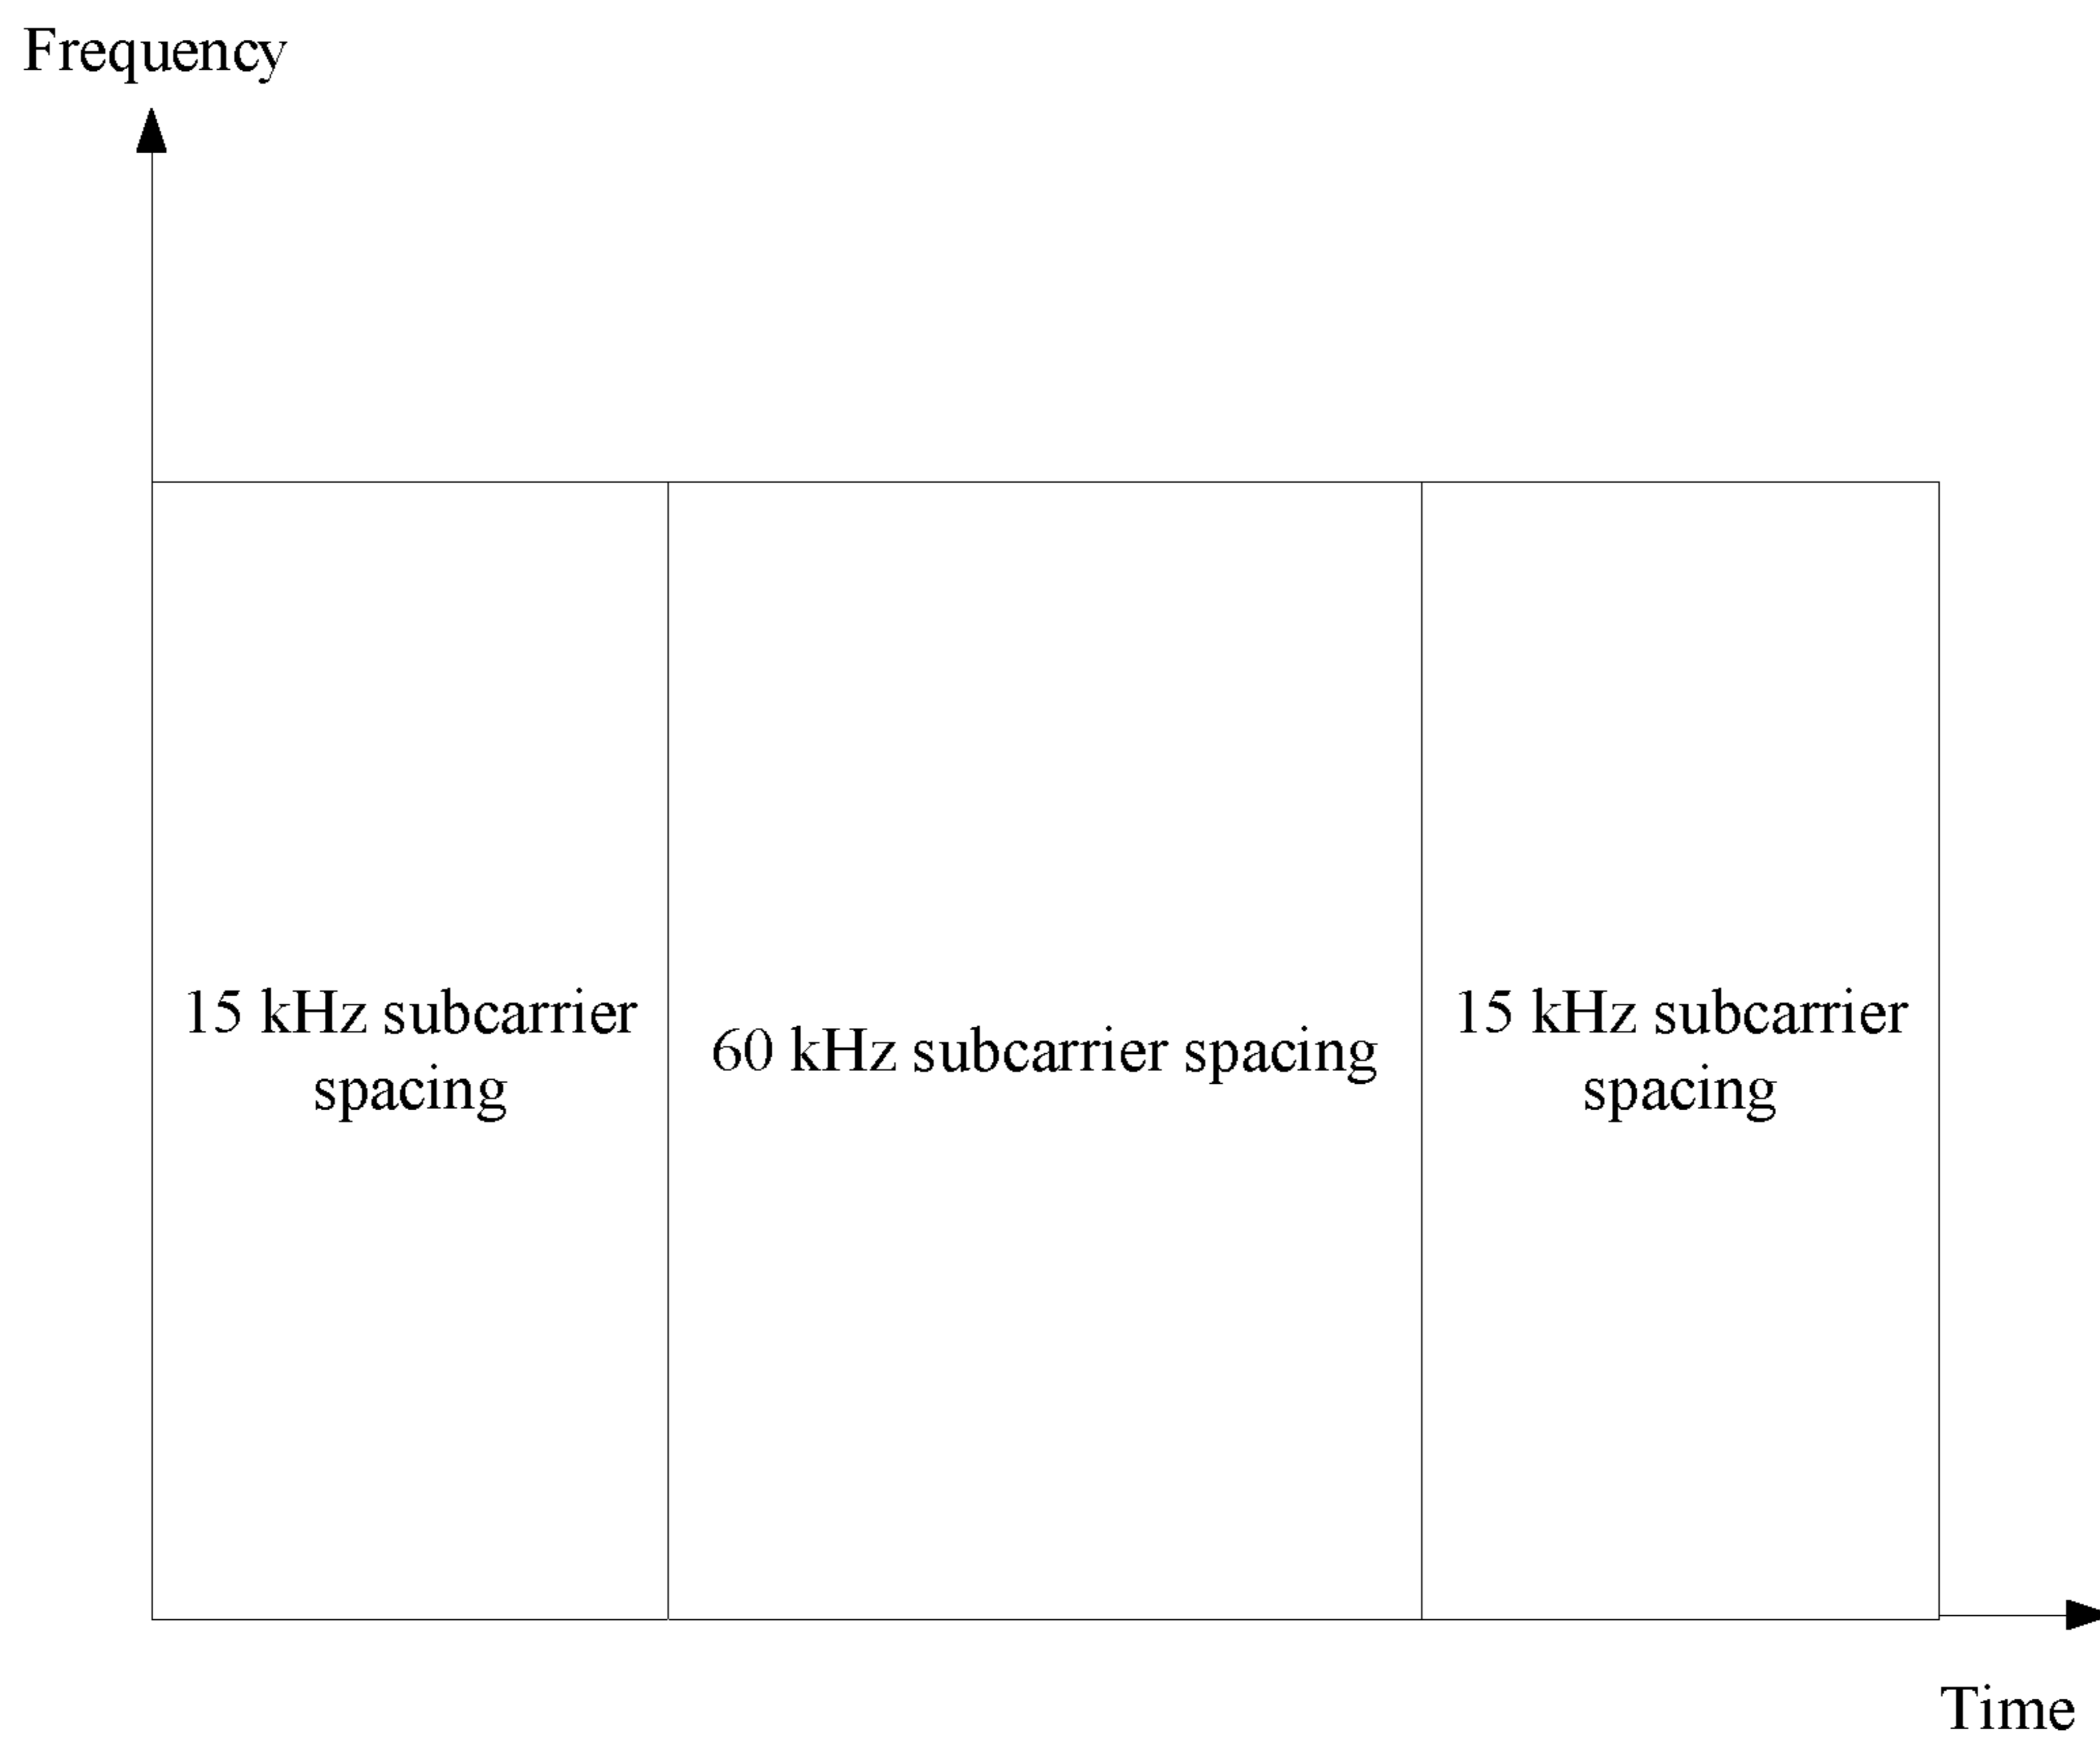 Frequency
15 kHz subcarrier
spacing
60 kHz subcarrier spacing
15 kHz subcarrier
spacing
Time